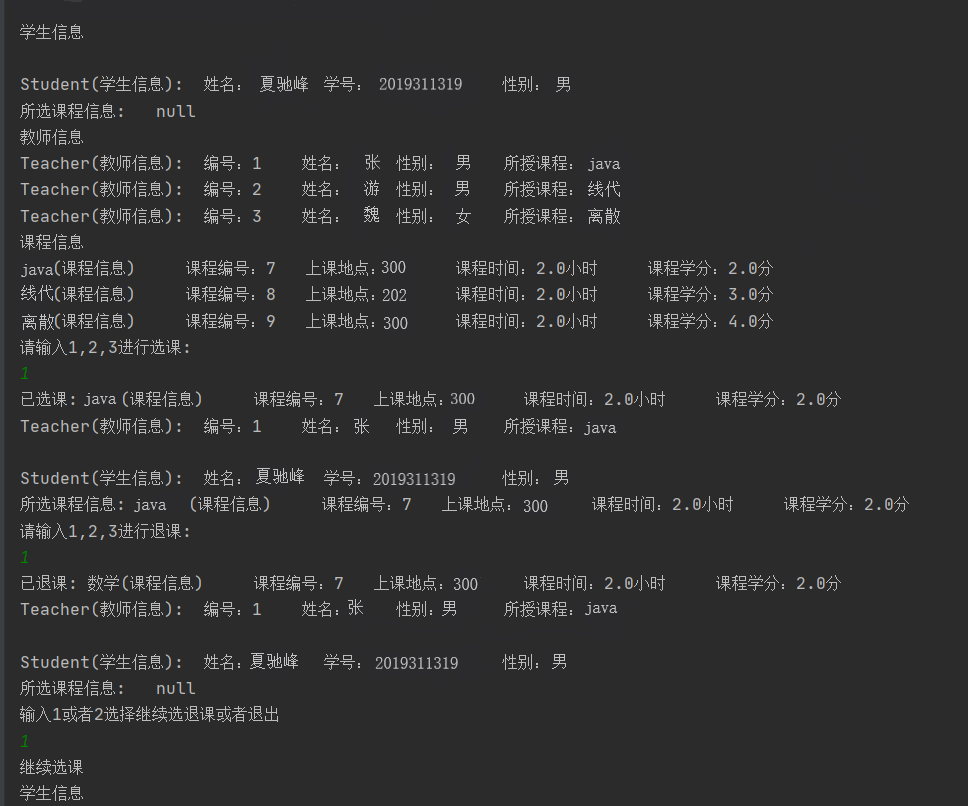 学生信息
Student(学生信息): 姓名: 夏驰峰 学号: 2019311319 性别: 男
所选课程信息: null
教师信息
Teacher(教师信息): 编号:1 姓名: 张 性别: 男 所授课程:java
Teacher(教师信息): 编号:2 姓名: 游 性别: 男 所授课程:线代
Teacher(教师信息): 编号:3 姓名: 魏 性别: 女 所授课程:离散
课程信息
java(课程信息) 课程编号:7 上课地点:300 课程时间:2.0小时 课程学分:2.0分
线代(课程信息) 课程编号:8 上课地点:202 课程时间:2.0小时 课程学分:3.0分
离散(课程信息) 课程编号:9 上课地点:300 课程时间:2.0小时 课程学分:4.0分
请输入1,2,3进行选课:
1
已选课: java (课程信息) 课程编号:7 上课地点:300 课程时间:2.0小时 课程学分:2.0分
Teacher(教师信息): 编号:1 姓名: 张 性别: 男 所授课程:java
Student(学生信息): 姓名: 夏驰峰 学号: 2019311319 性别: 男
所选课程信息: java (课程信息) 课程编号:7 上课地点:300 课程时间:2.0小时 课程学分:2.0分
请输入1,2,3进行退课:
1
已退课: 数学(课程信息) 课程编号:7 上课地点:300 课程时间:2.0小时 课程学分:2.0分
Teacher(教师信息): 编号:1 姓名:张 性别:男 所授课程:java
Student(学生信息): 姓名:夏驰峰 学号: 2019311319 性别: 男
所选课程信息: null
输入1或者2选择继续选退课或者退出
1
继续选课
学生信息